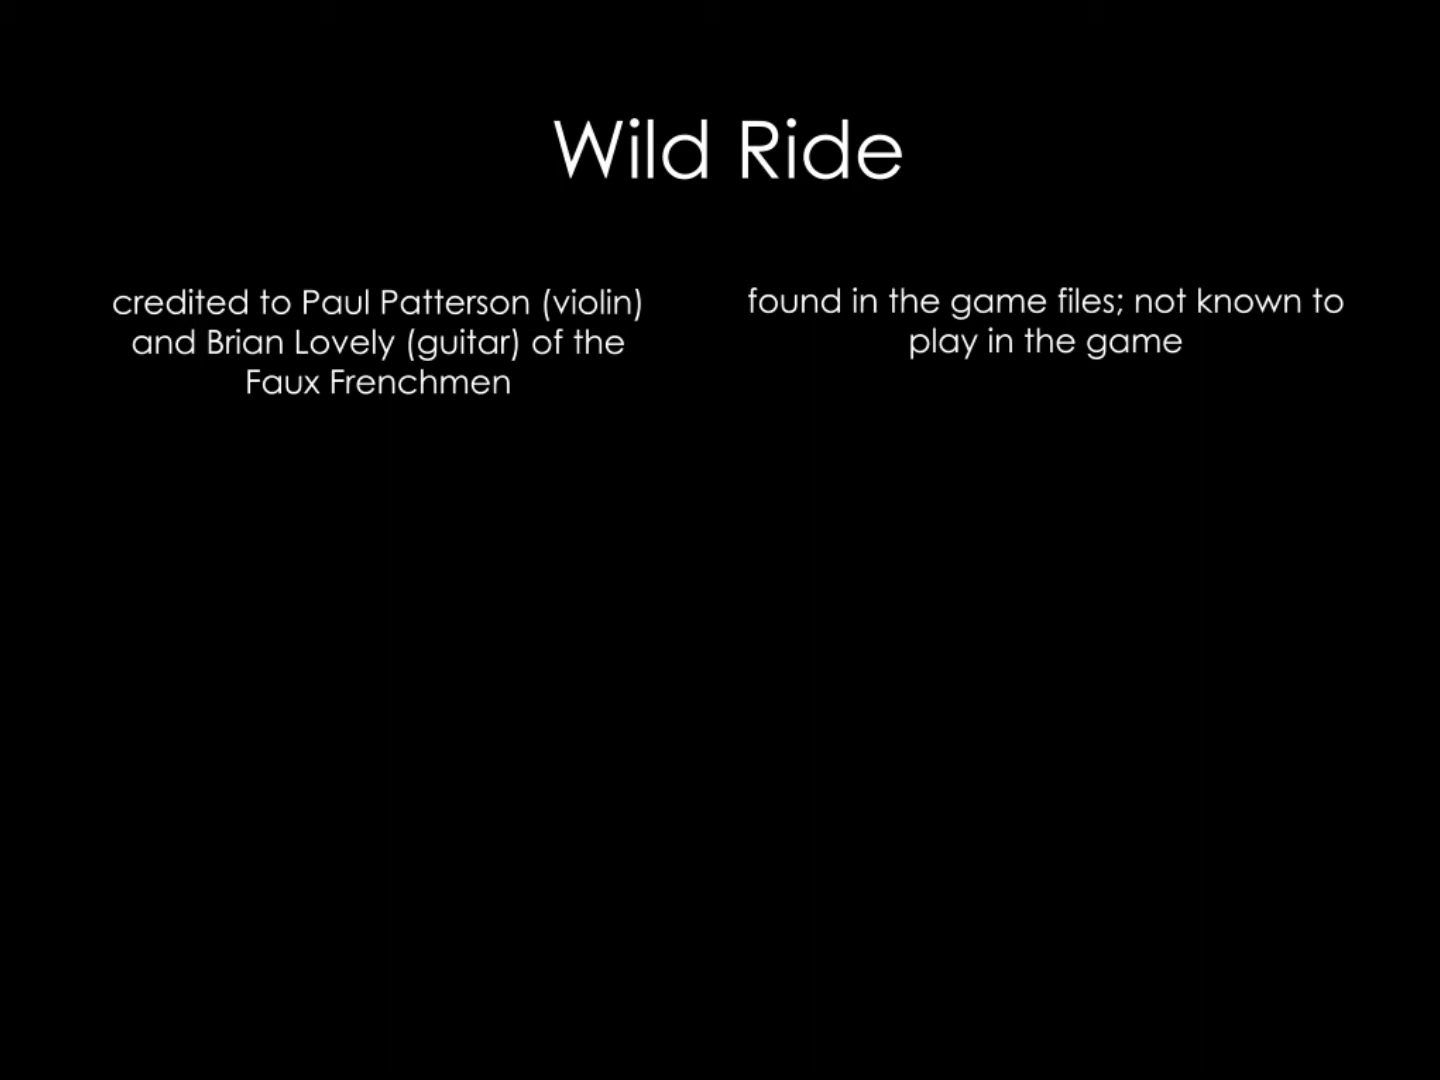 Wild Ride
credited to Paul Patterson (violin)
and Brian Lovely (guitar) of the
Faux Frenchmen
found in the game files; not known to
play in the game